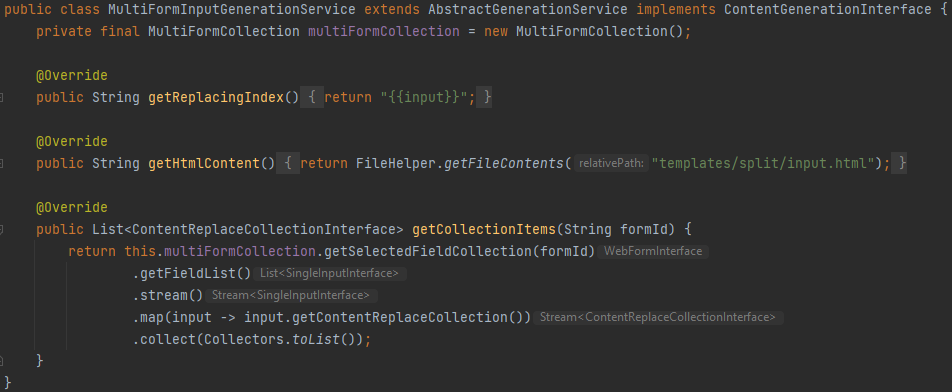 public class MultiFormInputGenerationService extends AbstractGenerationService implements ContentGenerationInterface {
    private final MultiFormCollection multiFormCollection = new MultiFormCollection();

    @Override
    public String getReplacingIndex() { return "{{input}}"; }

    @Override
    public String getHtmlContent() { return FileHelper.getFileContents( relativePath: "templates/split/input.html"); }

    @Override
    public List<ContentReplaceCollectionInterface> getCollectionItems(String formId) {
        return this.multiFormCollection.getSelectedFieldCollection(formId) WebFormInterface
                .getFieldList() List<SingleInputInterface>
                .stream() Stream<SingleInputInterface>
                .map(input -> input.getContentReplaceCollection()) Stream<ContentReplaceCollectionInterface>
                .collect(Collectors.toList());
    }
}